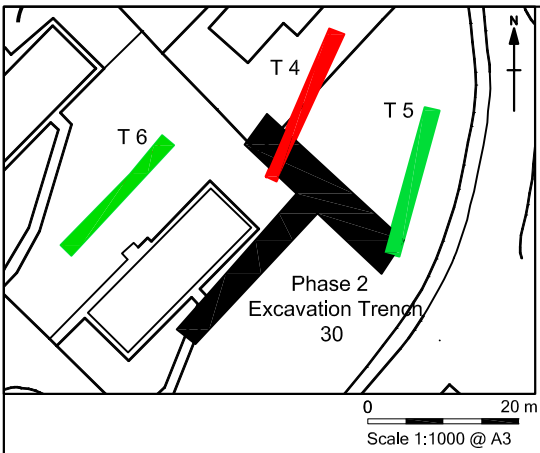 N
T 4
T 5
T 6
Phase 2
Excavation Trench
30
0 20 m
Scale 1:1000 @ A3